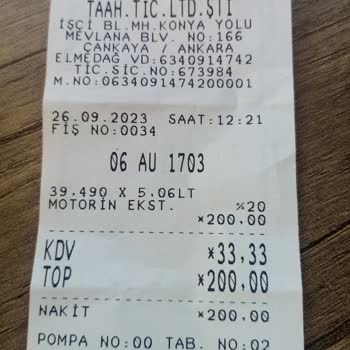 TAAH.TİC.LTD.ŞTİ
İŞÇİ BL.MH.KONYA YOLU
MEVLANA BLV. NO:166
ÇANKAYA / ANKARA
ELMEDAĞ VD:6340914742
TİC.SİC.NO:673984
M.NO:0634091474200001
26.09.2023 SAAT:12:21
FİŞ NO:0034
06 AU 1703
39.490 X 5.06LT
MOTORİN EKST. %20
*200.00
KDV *33,33
TOP *200,00
NAKİT *200.00
POMPA NO:00 TAB. NO:02